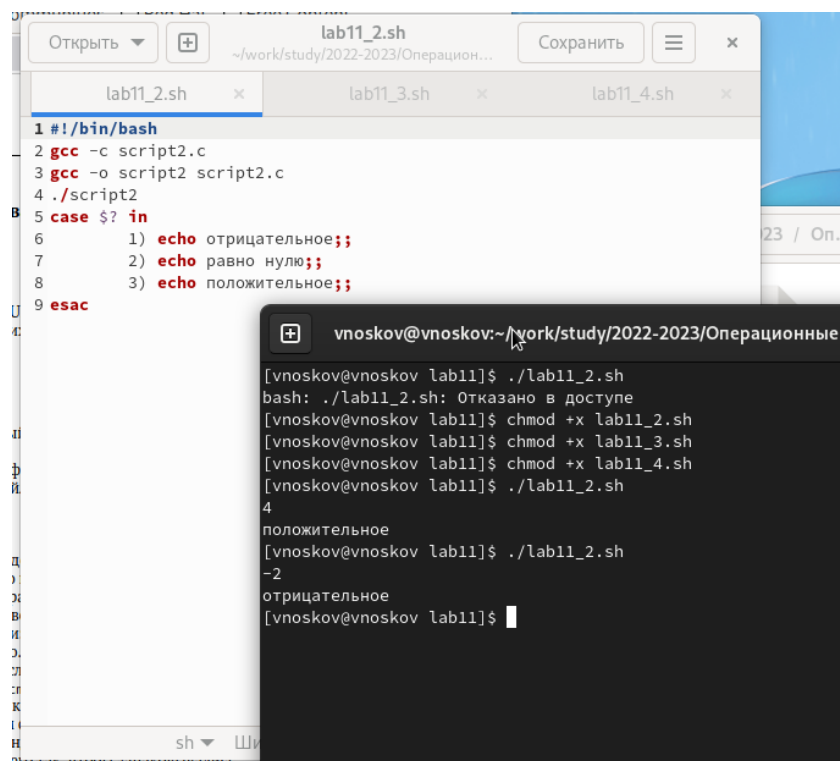 Открыть
lab11_2.sh
~/work/study/2022-2023/Операцион...
Сохранить
lab11_2.sh
lab11_3.sh
lab11_4.sh
1 #!/bin/bash
2 gcc -c script2.c
3 gcc -o script2 script2.c
4 ./script2
5 case $? in
6 1) echo отрицательное;;
7 2) echo равно нулю;;
8 3) echo положительное;;
9 esac
23 / Оп.
vnoskov@vnoskov:~/work/study/2022-2023/Операционные
[vnoskov@vnoskov lab11]$ ./lab11_2.sh
bash: ./lab11_2.sh: Отказано в доступе
[vnoskov@vnoskov lab11]$ chmod +x lab11_2.sh
[vnoskov@vnoskov lab11]$ chmod +x lab11_3.sh
[vnoskov@vnoskov lab11]$ chmod +x lab11_4.sh
[vnoskov@vnoskov lab11]$ ./lab11_2.sh
4
положительное
[vnoskov@vnoskov lab11]$ ./lab11_2.sh
-2
отрицательное
[vnoskov@vnoskov lab11]$
sh